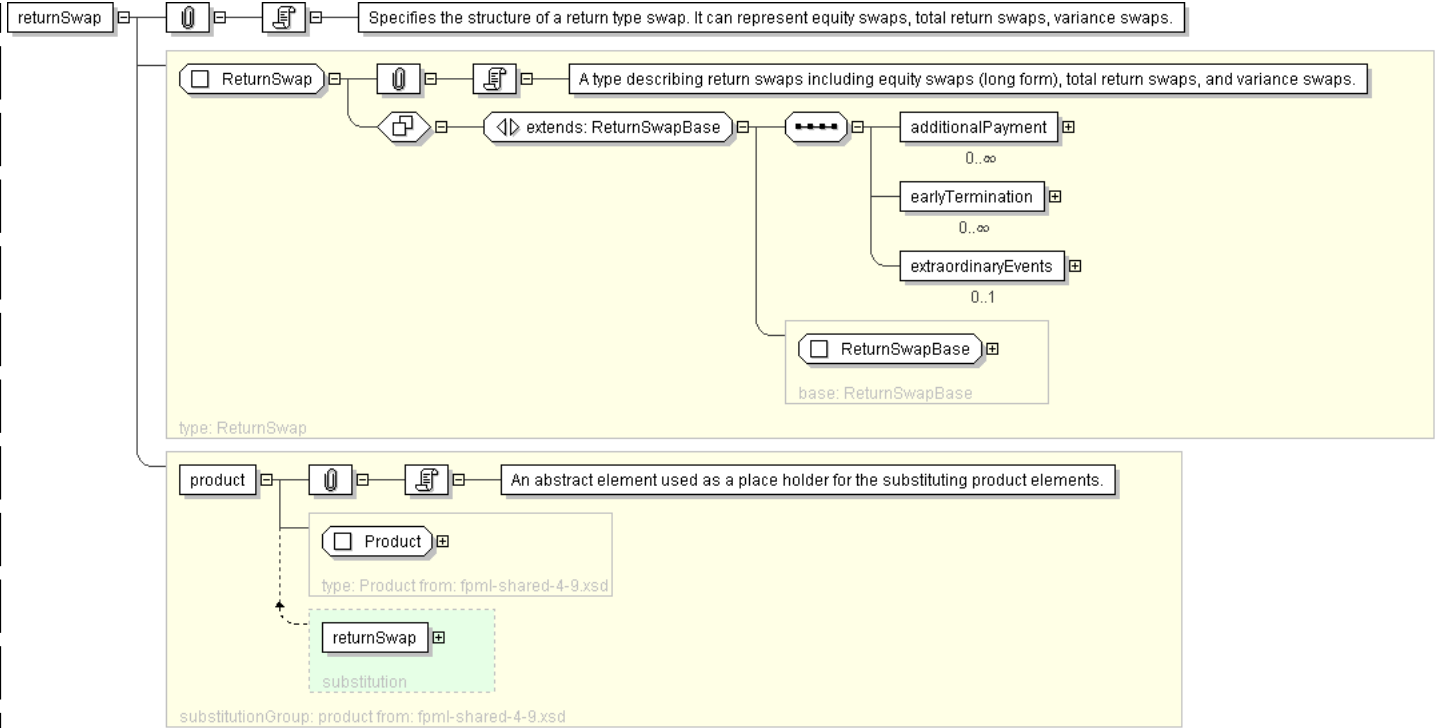 returnSwap
Specifies the structure of a return type swap. It can represent equity swaps, total return swaps, variance swaps.
ReturnSwap
A type describing return swaps including equity swaps (long form), total return swaps, and variance swaps.
extends: ReturnSwapBase
additionalPayment
0..∞
earlyTermination
0..∞
extraordinaryEvents
0..1
ReturnSwapBase
base: ReturnSwapBase
type: ReturnSwap
product
An abstract element used as a place holder for the substituting product elements.
Product
type: Product from: fpml-shared-4-9.xsd
returnSwap
substitution
substitutionGroup: product from: fpml-shared-4-9.xsd